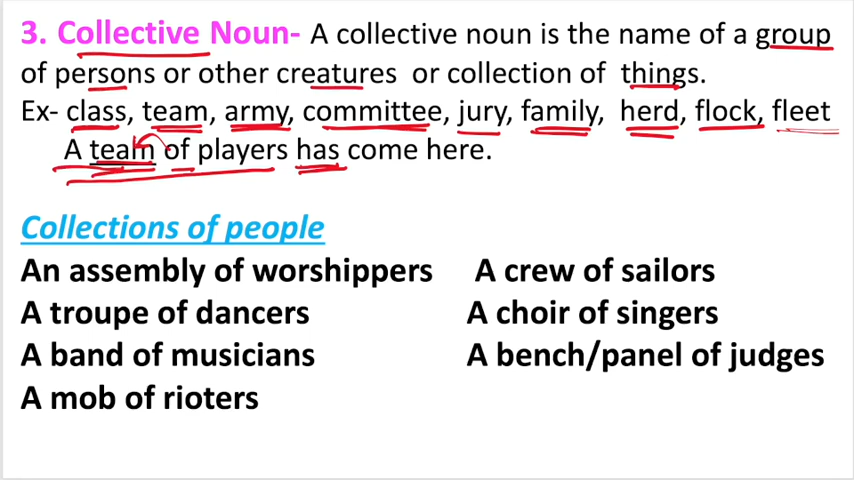 3. Collective Noun- A collective noun is the name of a group
of persons or other creatures or collection of things.
Ex- class, team, army, committee, jury, family, herd, flock, fleet
A team of players has come here.
Collections of people
An assembly of worshippers A crew of sailors
A troupe of dancers A choir of singers
A band of musicians A bench/panel of judges
A mob of rioters